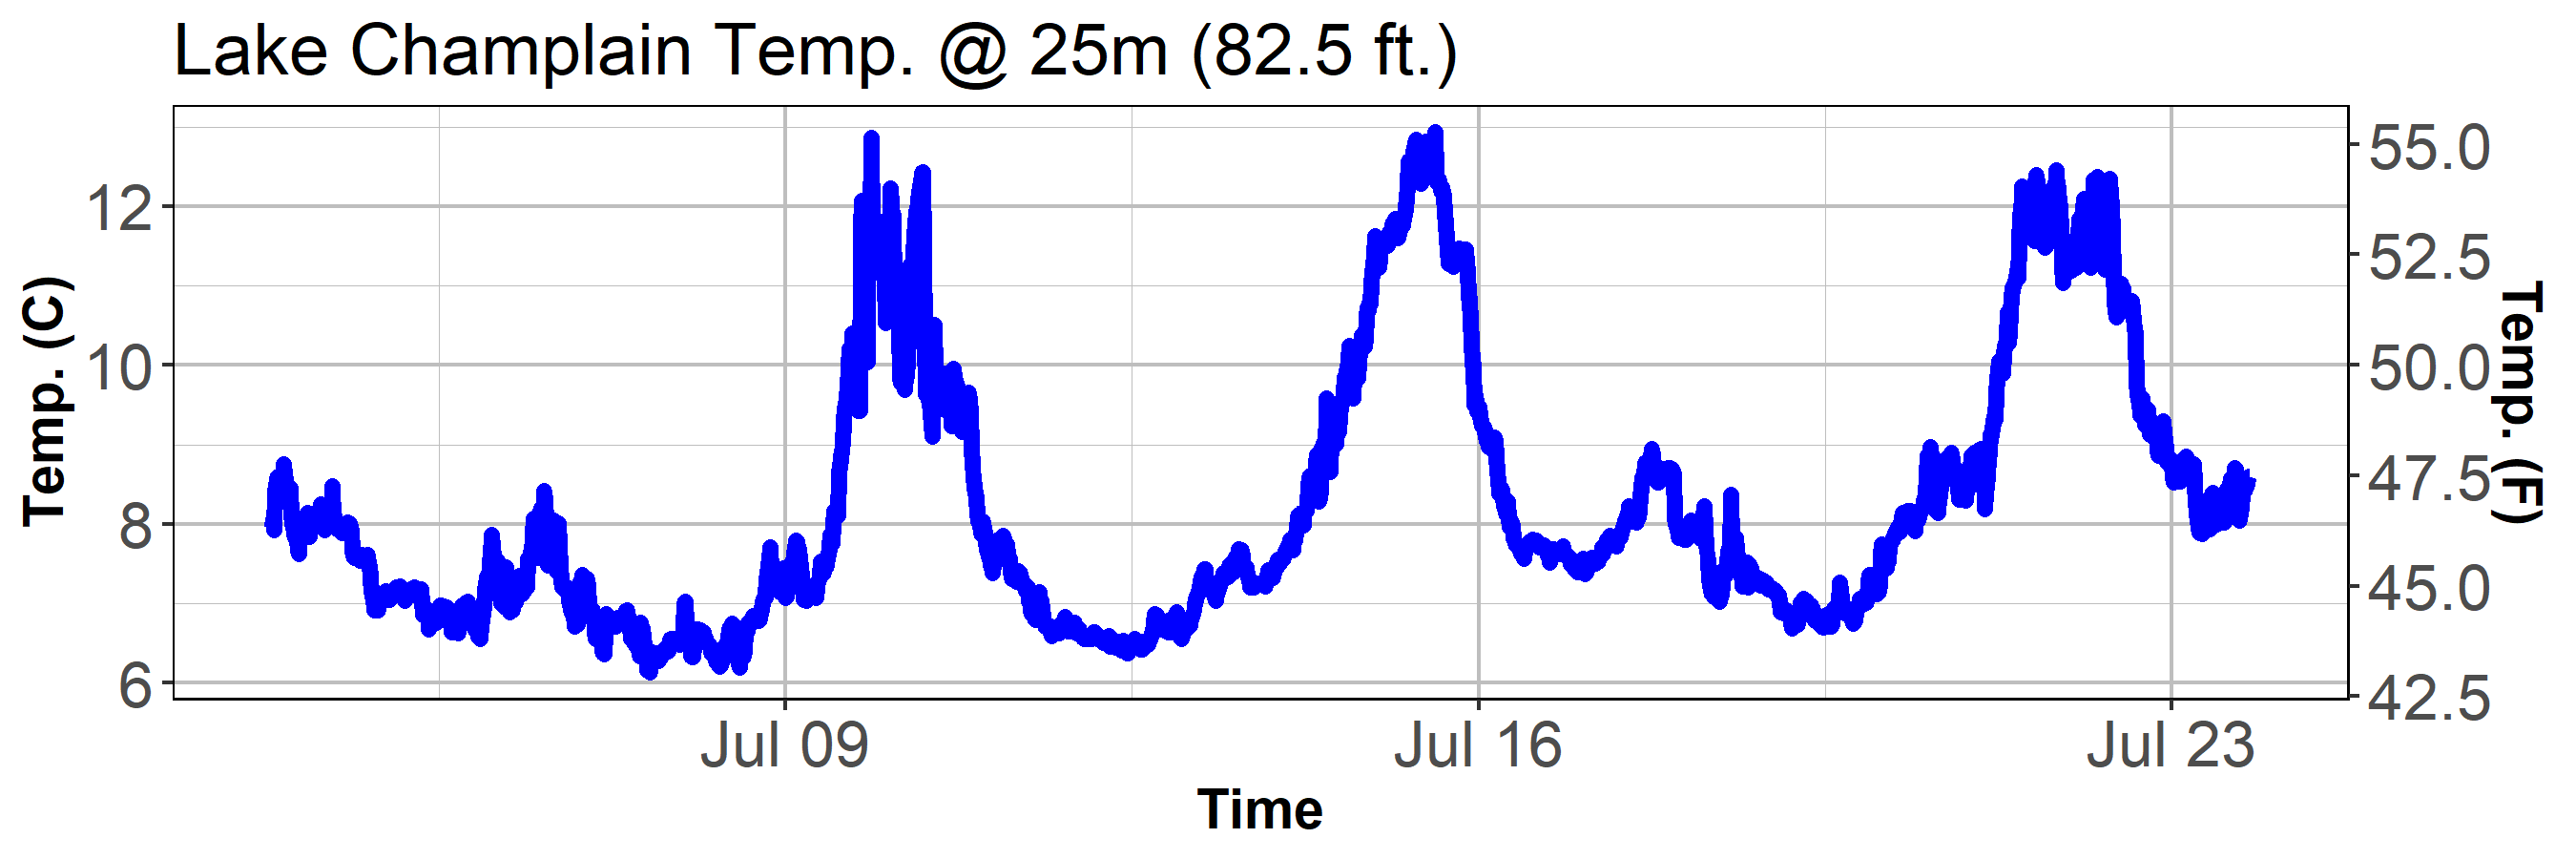 Lake Champlain Temp. @ 25m (82.5 ft.)
Temp. (C)
12
10
8
6
55.0
52.5
50.0
47.5
45.0
42.5
Temp. (F)
Jul 09 Jul 16 Jul 23
Time